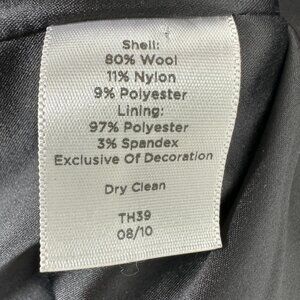 Shell:
80% Wool
11% Nylon
9% Polyester
Lining:
97% Polyester
3% Spandex
Exclusive Of Decoration
Dry Clean
TH39
08/10